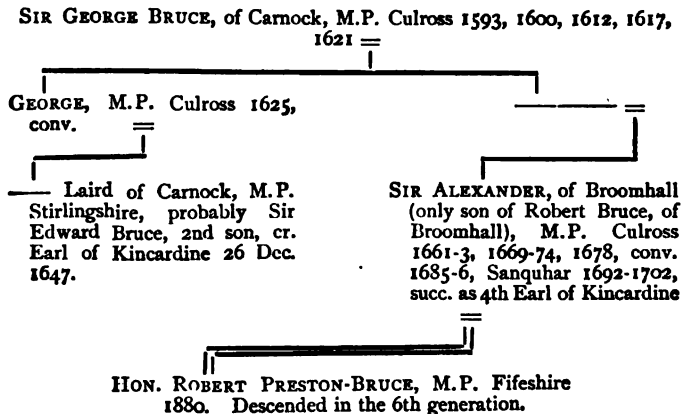 SIR GEORGE BRUCE, of Carnock, M.P. Culross 1593, 1600, 1612, 1617,
1621 =
GEORGE, M.P. Culross 1625,
conv. =
—— —— =
—— Laird of Carnock, M.P.
Stirlingshire, probably Sir
Edward Bruce, 2nd son, cr.
Earl of Kincardine 26 Dec.
1647.
SIR ALEXANDER, of Broomhall
(only son of Robert Bruce, of
Broomhall), M.P. Culross
1661-3, 1669-74, 1678, conv.
1685-6, Sanquhar 1692-1702,
succ. as 4th Earl of Kincardine
=
HON. ROBERT PRESTON-BRUCE, M.P. Fifeshire
1880. Descended in the 6th generation.